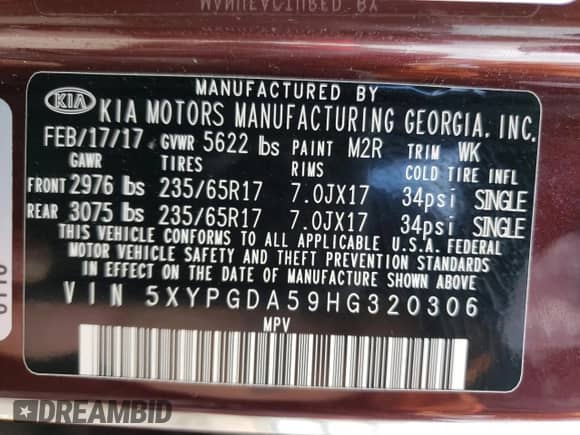 MANUFACTURED BY
KIA KIA MOTORS MANUFACTURING GEORGIA. INC.
FEB/17/17 GVWR 5622 lbs PAINT M2R TRIM WK
GAWR TIRES RIMS COLD TIRE INFL
FRONT 2976 lbs 235/65R17 7.0JX17 34psi SINGLE
REAR 3075 lbs 235/65R17 7.0JX17 34psi SINGLE
THIS VEHICLE CONFORMS TO ALL APPLICABLE U.S.A. FEDERAL
MOTOR VEHICLE SAFETY AND THEFT PREVENTION STANDARDS
IN EFFECT ON THE DATE OF MANUFACTURE SHOWN ABOVE
VIN 5XYPGDA59HG320306
MPV
DREAMBID